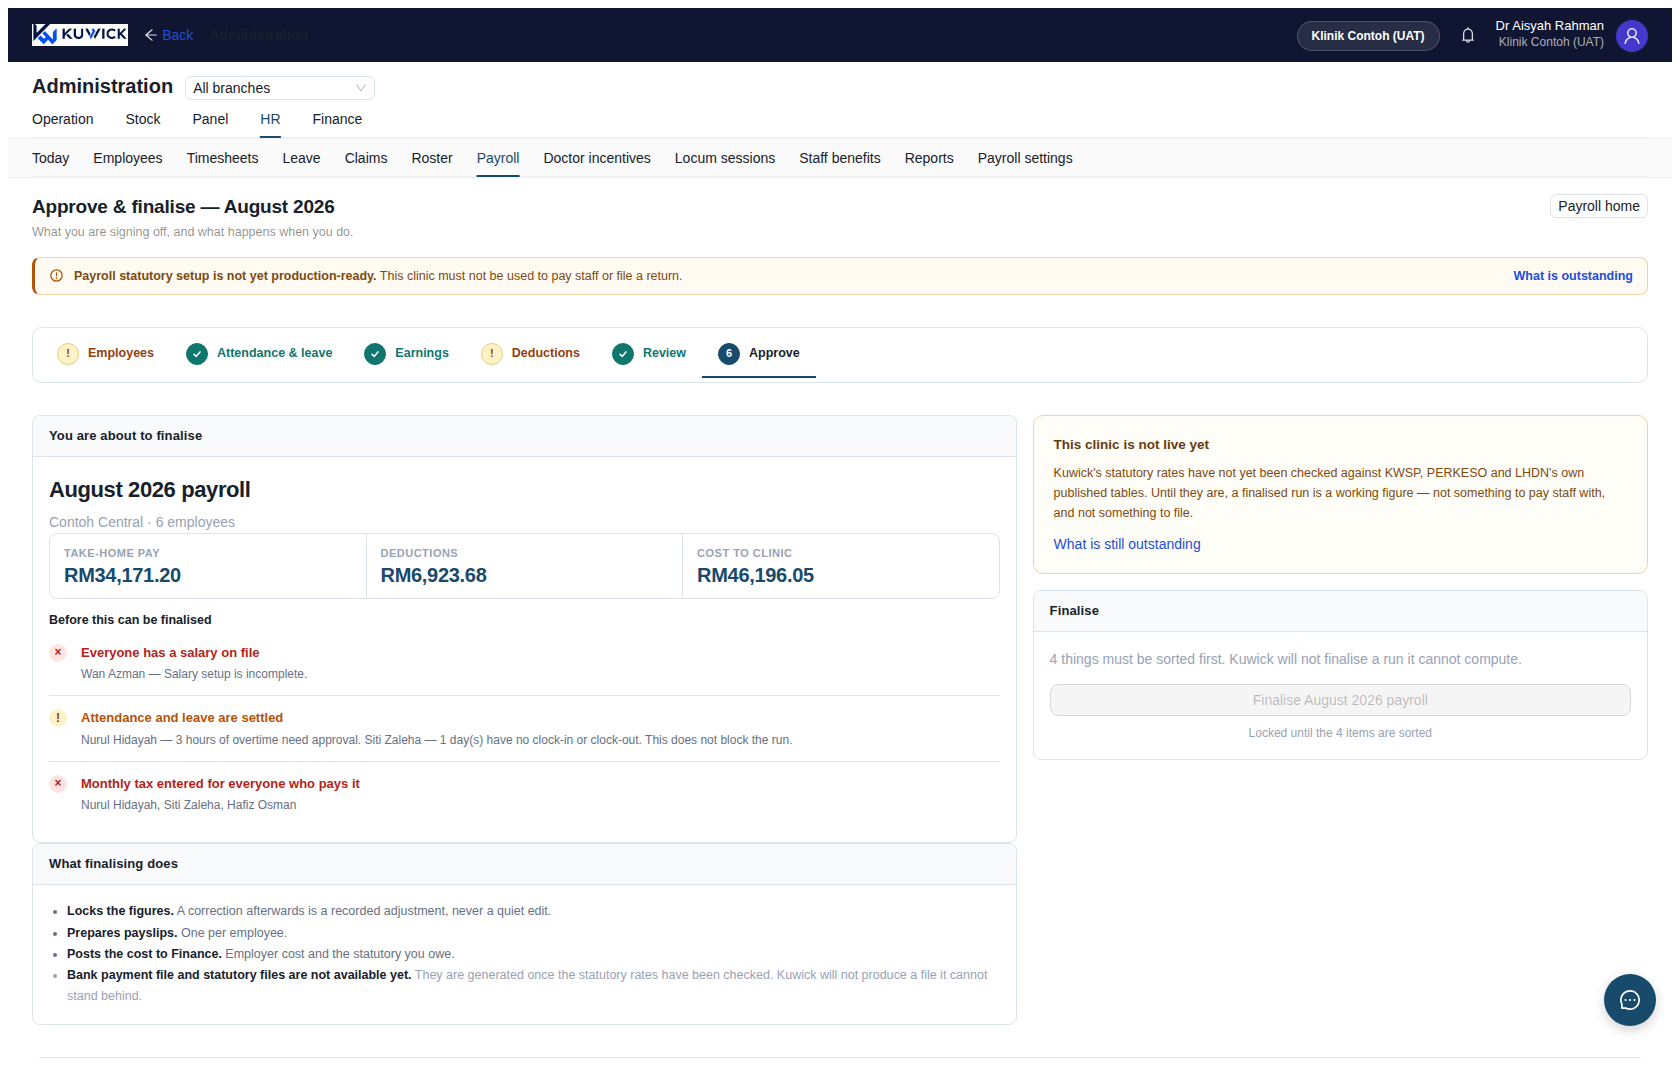 KUWICK
Back
Administration
Klinik Contoh (UAT)
Dr Aisyah Rahman
Klinik Contoh (UAT)
Administration
All branches
Operation Stock Panel HR Finance
Today Employees Timesheets Leave Claims Roster Payroll Doctor incentives Locum sessions Staff benefits Reports Payroll settings
Approve & finalise — August 2026
Payroll home
What you are signing off, and what happens when you do.
Payroll statutory setup is not yet production-ready. This clinic must not be used to pay staff or file a return.
What is outstanding
! Employees Attendance & leave Earnings ! Deductions Review 6 Approve
You are about to finalise
August 2026 payroll
Contoh Central · 6 employees
TAKE-HOME PAY DEDUCTIONS COST TO CLINIC
RM34,171.20 RM6,923.68 RM46,196.05
Before this can be finalised
× Everyone has a salary on file
Wan Azman — Salary setup is incomplete.
! Attendance and leave are settled
Nurul Hidayah — 3 hours of overtime need approval. Siti Zaleha — 1 day(s) have no clock-in or clock-out. This does not block the run.
× Monthly tax entered for everyone who pays it
Nurul Hidayah, Siti Zaleha, Hafiz Osman
What finalising does
• Locks the figures. A correction afterwards is a recorded adjustment, never a quiet edit.
• Prepares payslips. One per employee.
• Posts the cost to Finance. Employer cost and the statutory you owe.
• Bank payment file and statutory files are not available yet. They are generated once the statutory rates have been checked. Kuwick will not produce a file it cannot
stand behind.
This clinic is not live yet
Kuwick's statutory rates have not yet been checked against KWSP, PERKESO and LHDN's own
published tables. Until they are, a finalised run is a working figure — not something to pay staff with,
and not something to file.
What is still outstanding
Finalise
4 things must be sorted first. Kuwick will not finalise a run it cannot compute.
Finalise August 2026 payroll
Locked until the 4 items are sorted